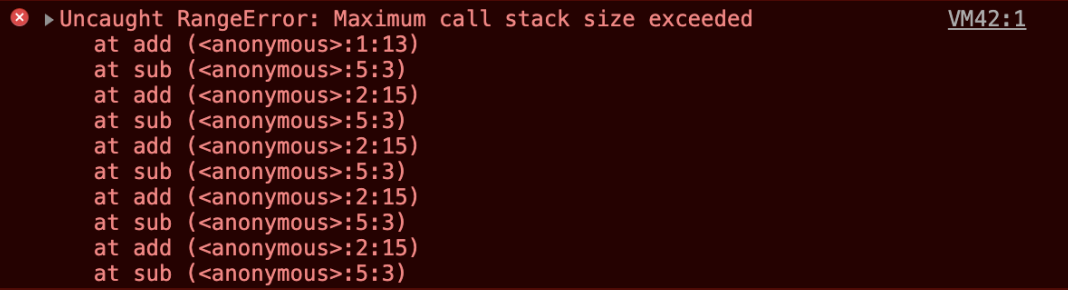 Uncaught RangeError: Maximum call stack size exceeded VM42:1
at add (<anonymous>:1:13)
at sub (<anonymous>:5:3)
at add (<anonymous>:2:15)
at sub (<anonymous>:5:3)
at add (<anonymous>:2:15)
at sub (<anonymous>:5:3)
at add (<anonymous>:2:15)
at sub (<anonymous>:5:3)
at add (<anonymous>:2:15)
at sub (<anonymous>:5:3)